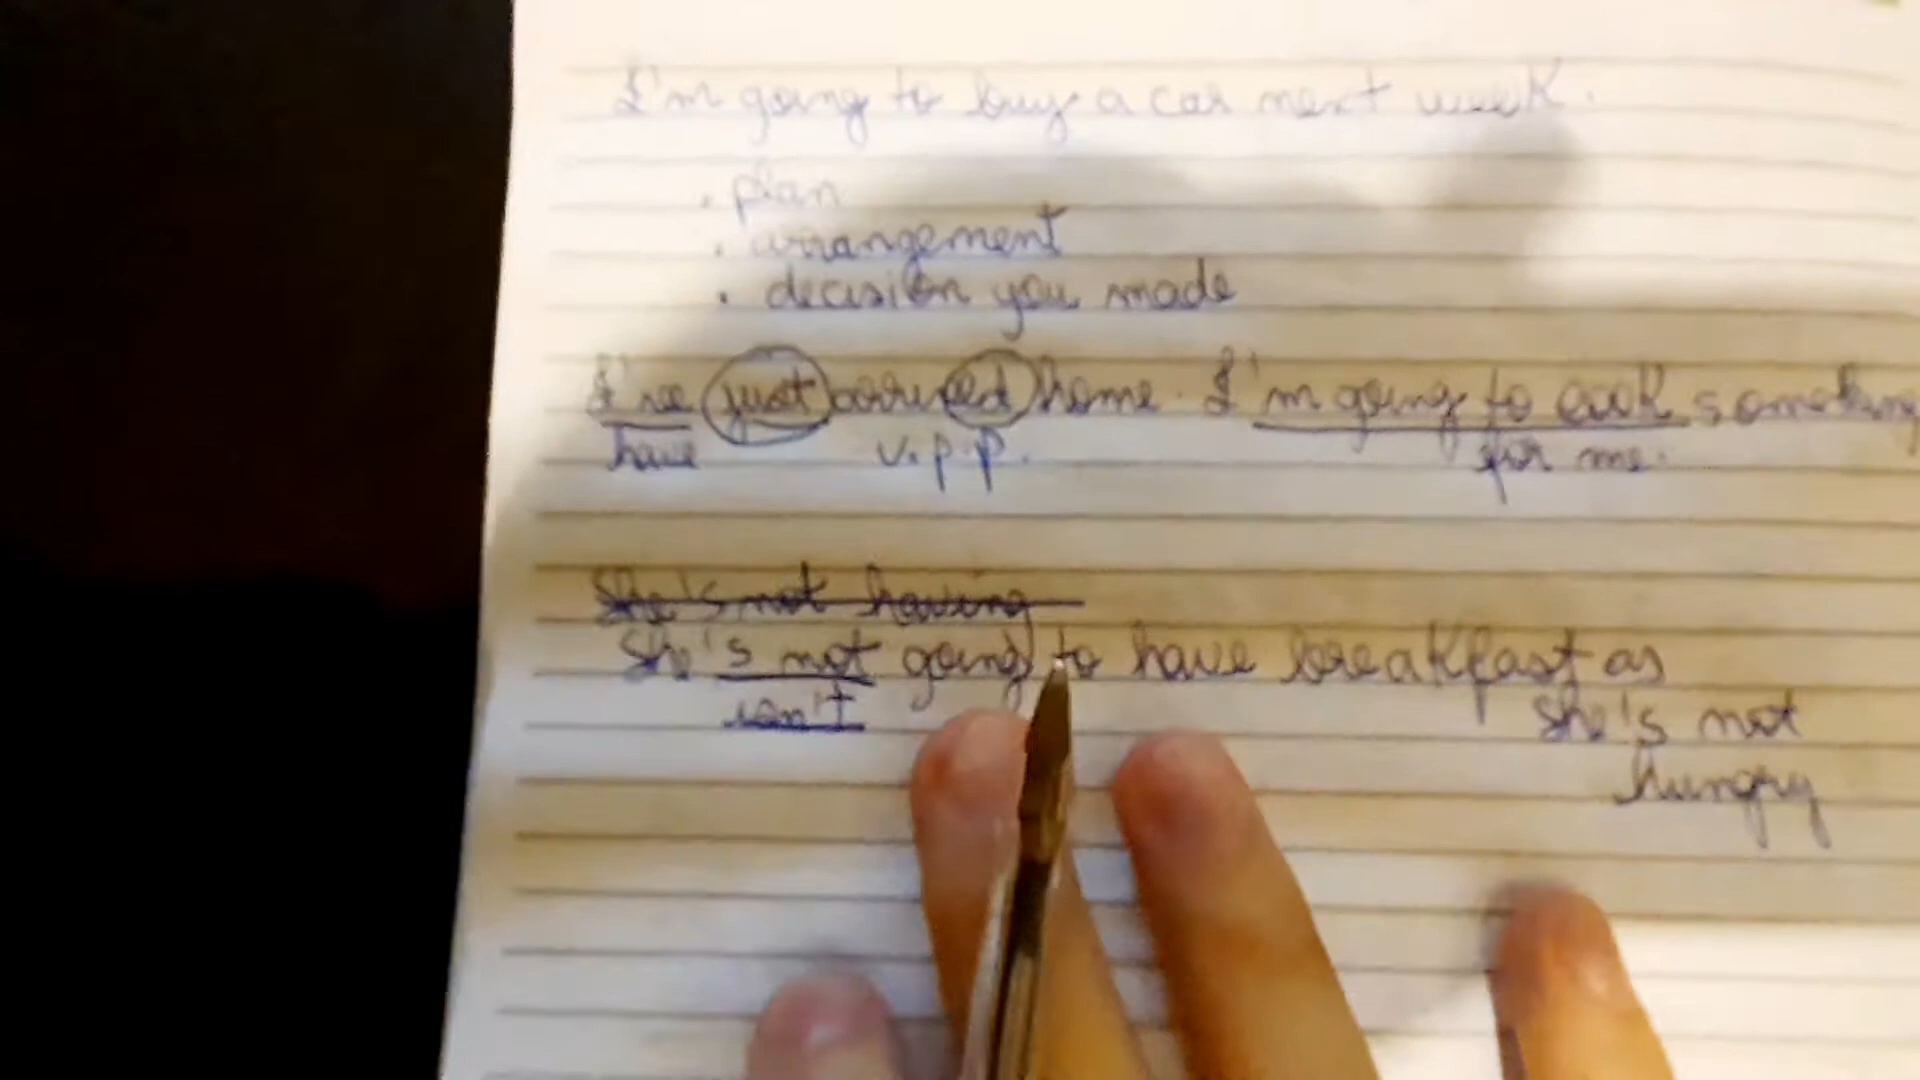 I'm going to buy a car next week.
. plan
. arrangement
. decision you made
I've just arrived home. I'm going to cook something
have v.p.p. for me.
She's not having
She's not going to have breakfast as
isn't she's not
hungry